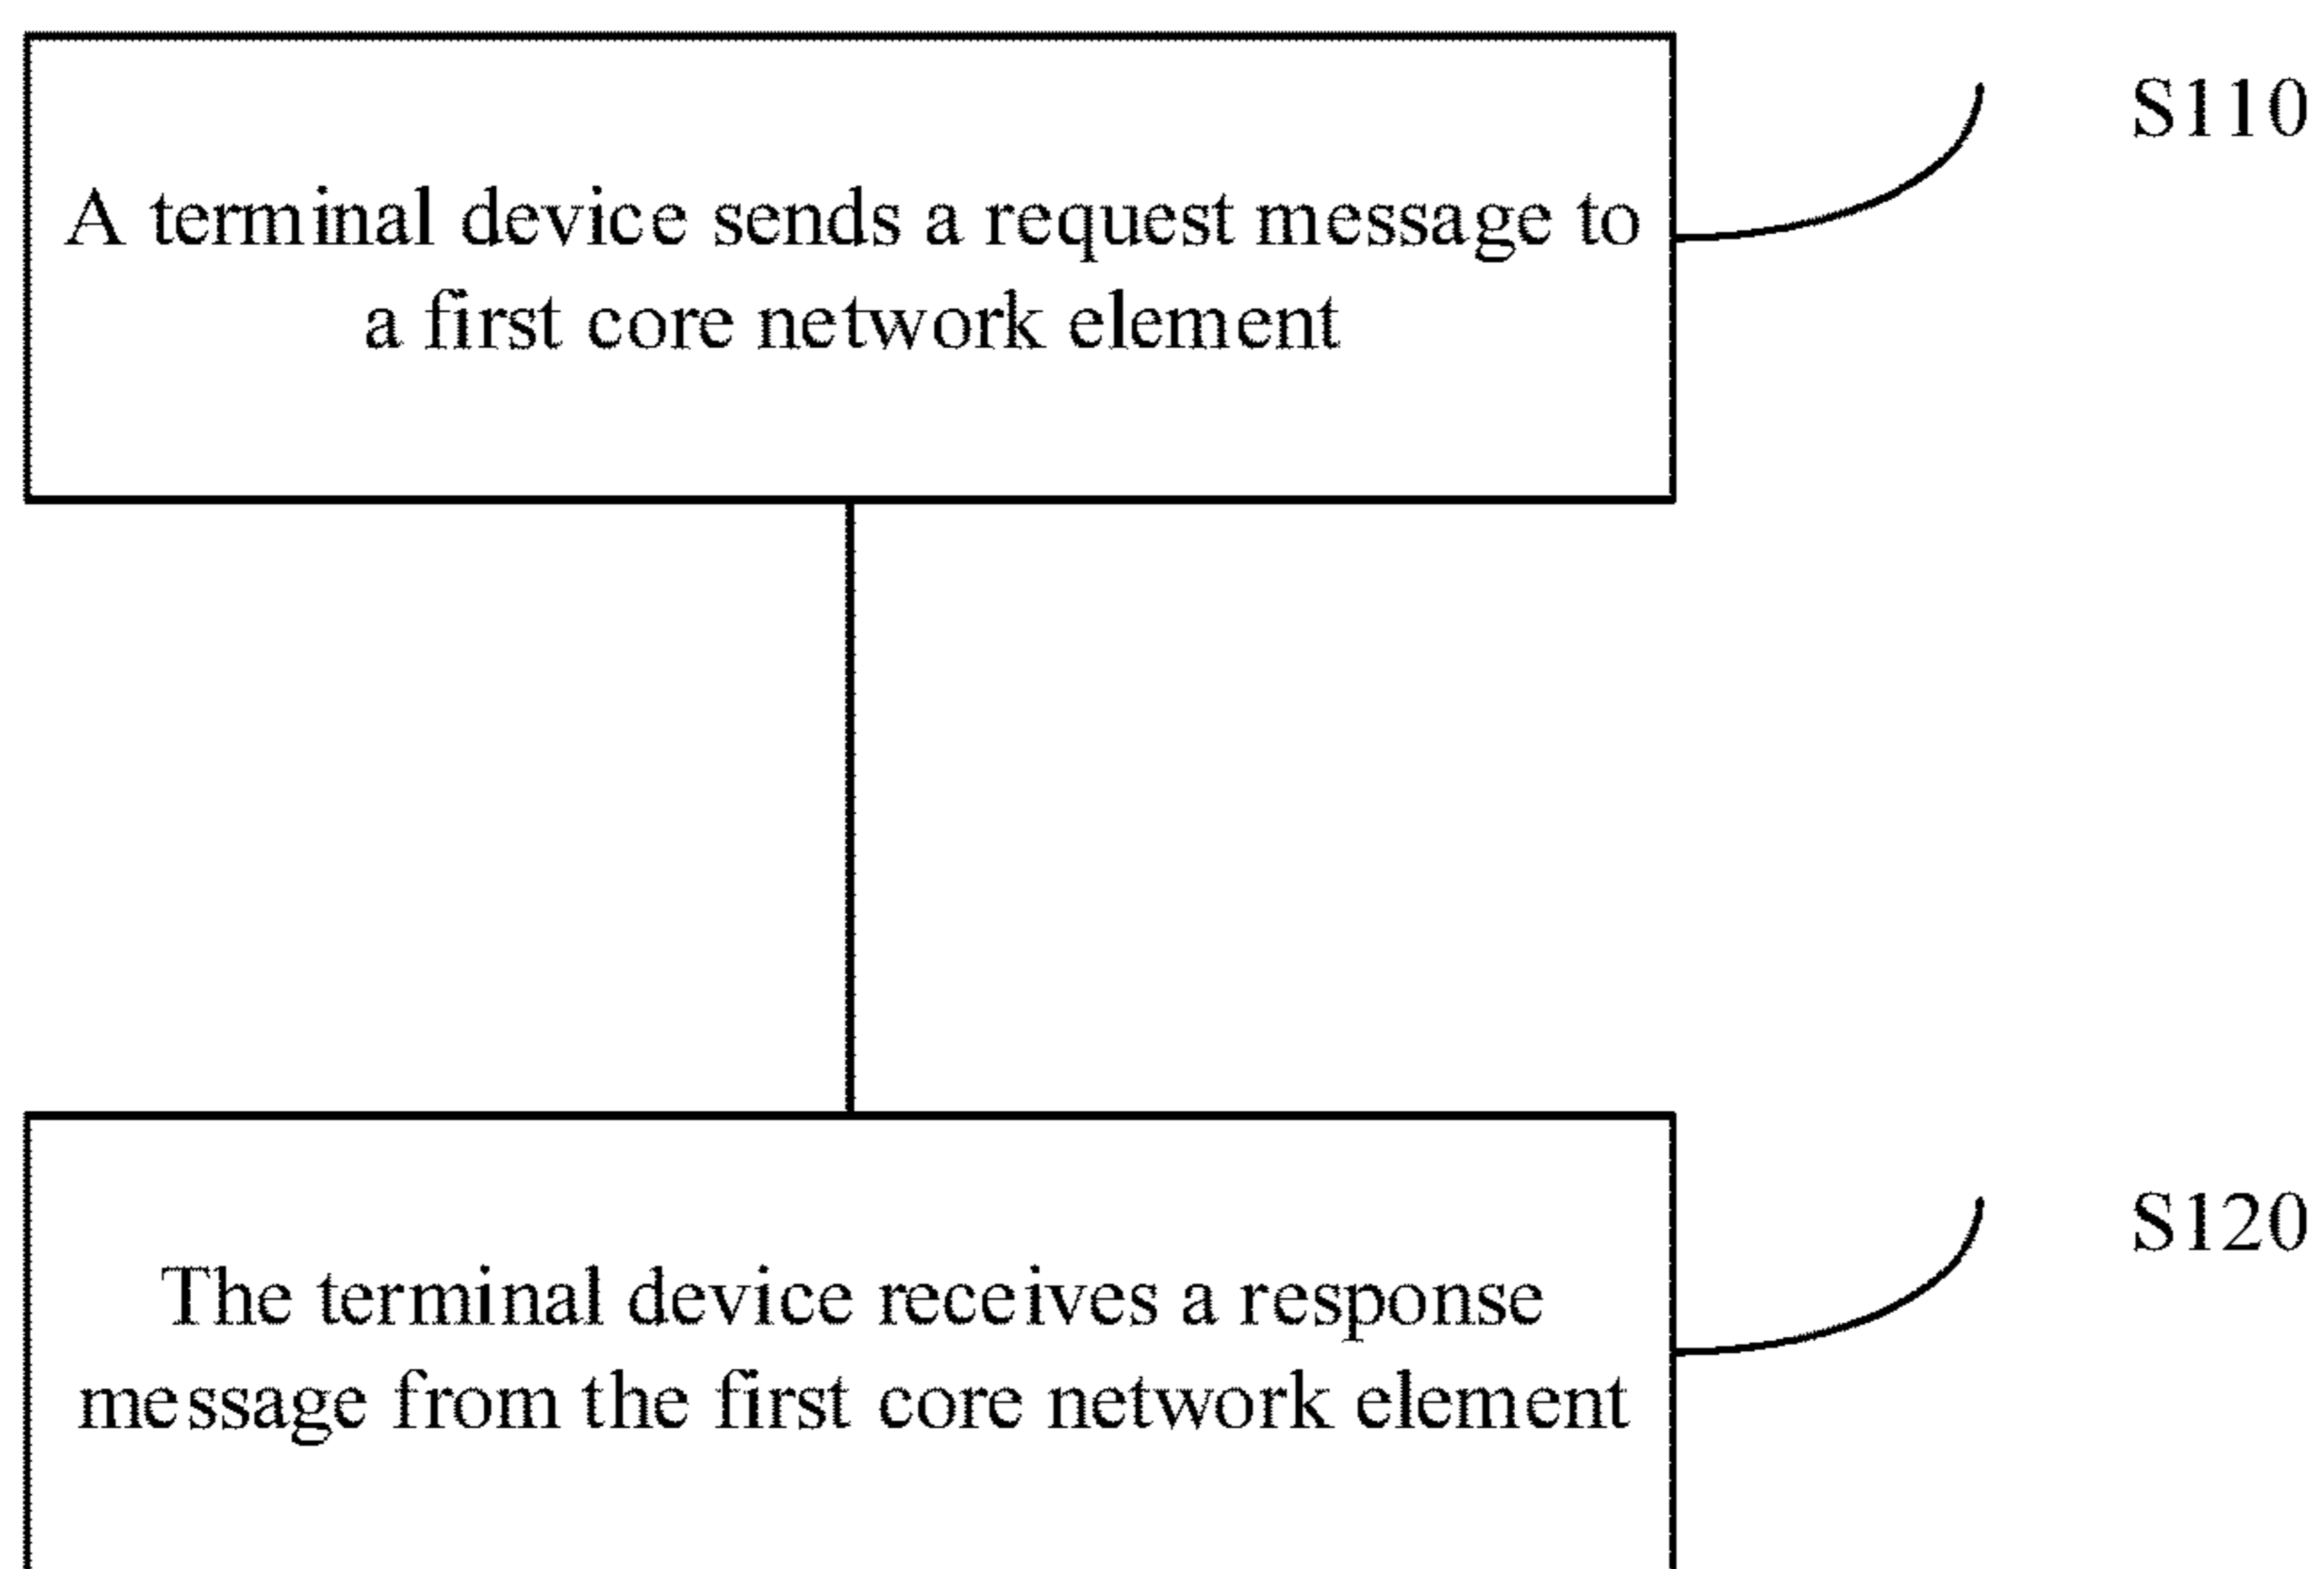 S110
A terminal device sends a request message to
a first core network element
S120
The terminal device receives a response
message from the first core network element